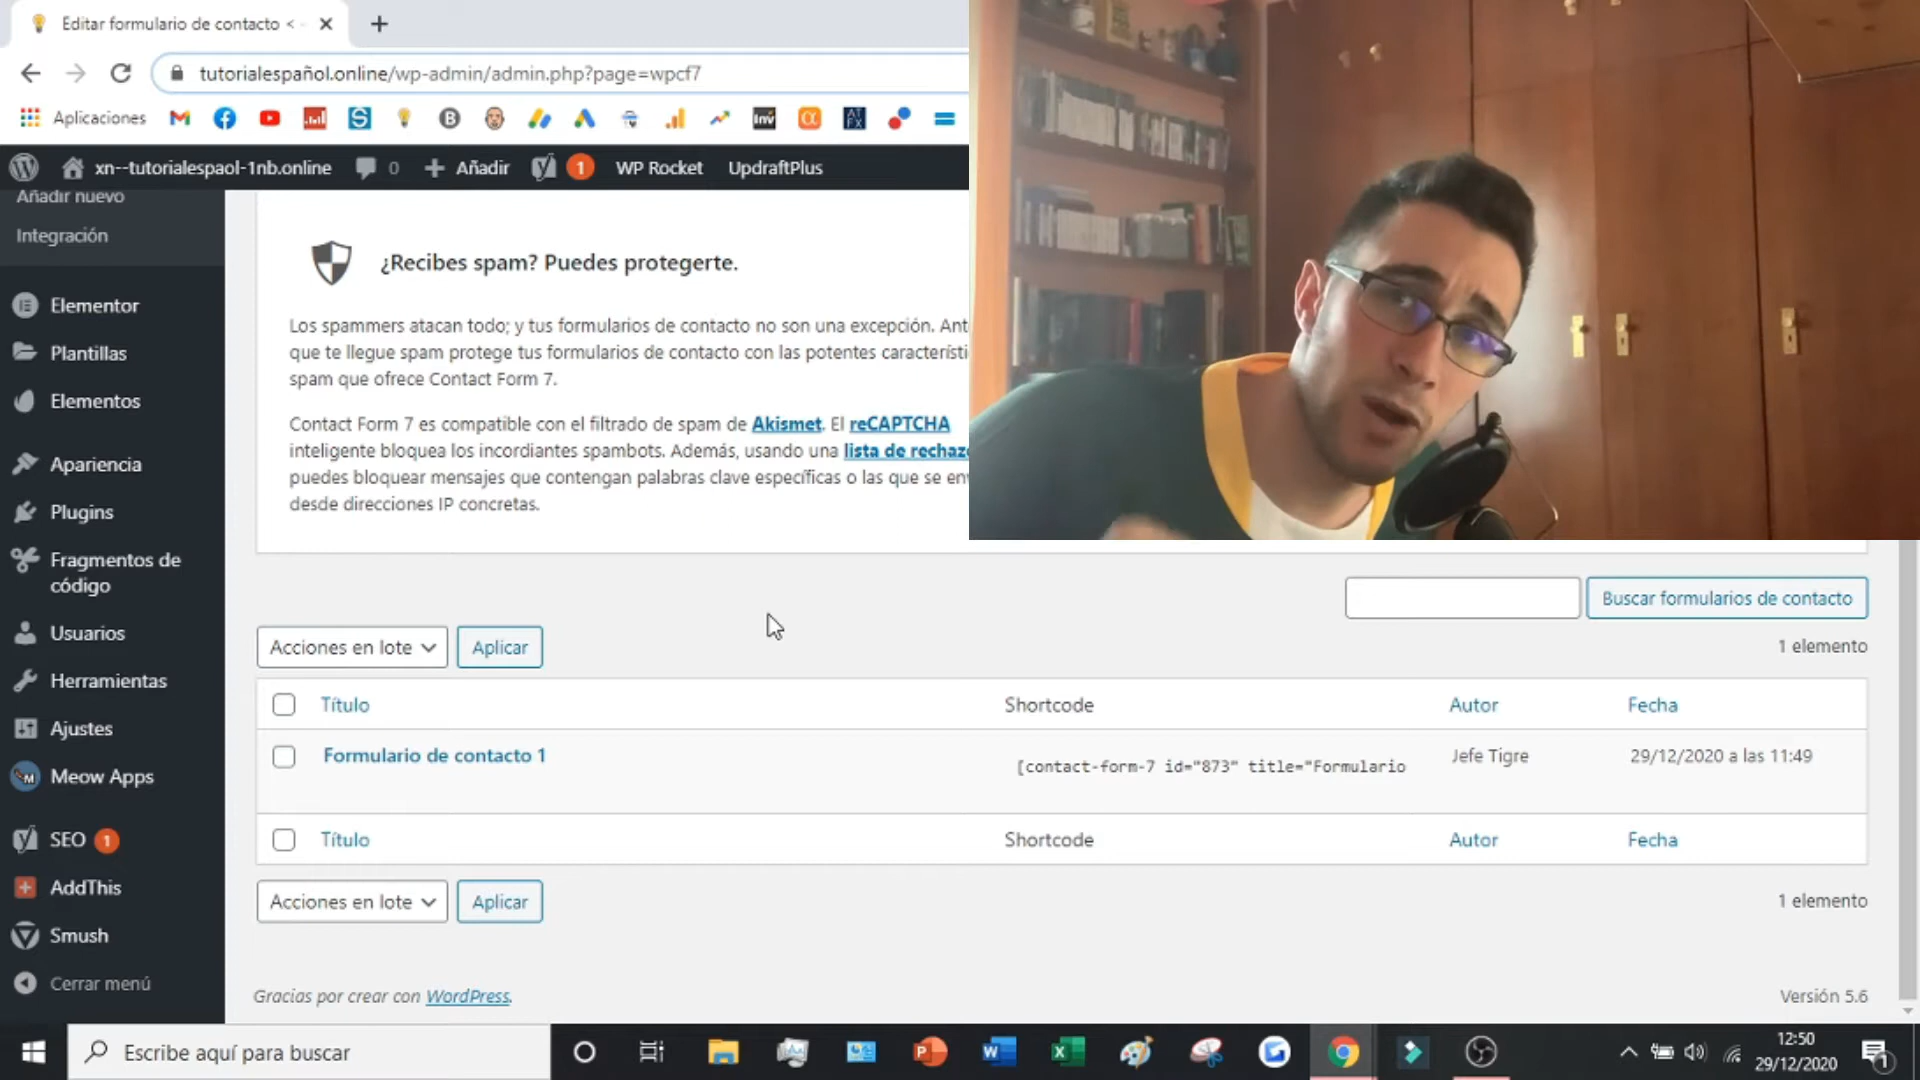 Editar formulario de contacto <
tutorialespañol.online/wp-admin/admin.php?page=wpcf7
Aplicaciones
Inv
AT
FX
xn--tutorialespaol-1nb.online
0
Añadir
1
WP Rocket
UpdraftPlus
Añadir nuevo
Integración
Elementor
Plantillas
Elementos
Apariencia
Plugins
Fragmentos de
código
Usuarios
Herramientas
Ajustes
Meow Apps
SEO 1
AddThis
Smush
Cerrar menú
¿Recibes spam? Puedes protegerte.
Los spammers atacan todo; y tus formularios de contacto no son una excepción. Ant
que te llegue spam protege tus formularios de contacto con las potentes característi
spam que ofrece Contact Form 7.
Contact Form 7 es compatible con el filtrado de spam de Akismet. El reCAPTCHA
inteligente bloquea los incordiantes spambots. Además, usando una lista de rechazo
puedes bloquear mensajes que contengan palabras clave específicas o las que se en
desde direcciones IP concretas.
Buscar formularios de contacto
Acciones en lote
Aplicar
1 elemento
Título
Shortcode
Autor
Fecha
Formulario de contacto 1
[contact-form-7 id="873" title="Formulario
Jefe Tigre
29/12/2020 a las 11:49
Título
Shortcode
Autor
Fecha
Acciones en lote
Aplicar
1 elemento
Gracias por crear con WordPress.
Versión 5.6
Escribe aquí para buscar
12:50
29/12/2020
1